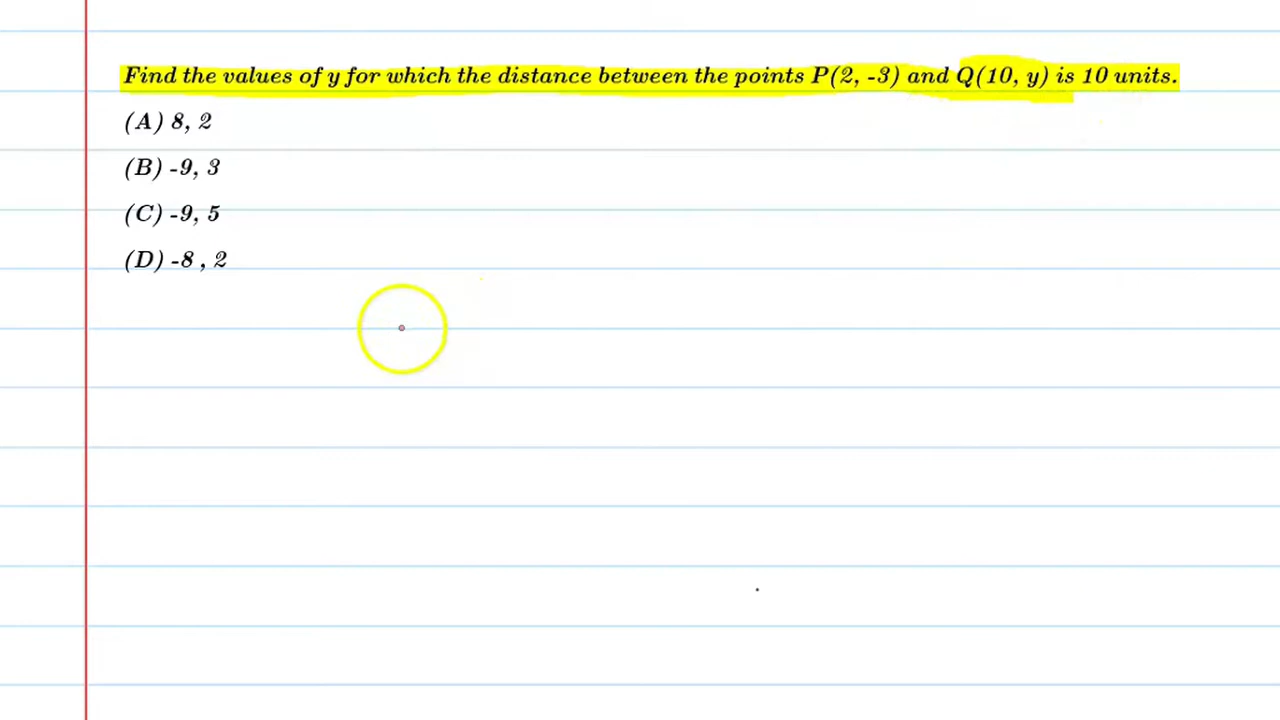 Find the values of y for which the distance between the points P(2, -3) and Q(10, y) is 10 units.
(A) 8, 2
(B) -9, 3
(C) -9, 5
(D) -8 , 2